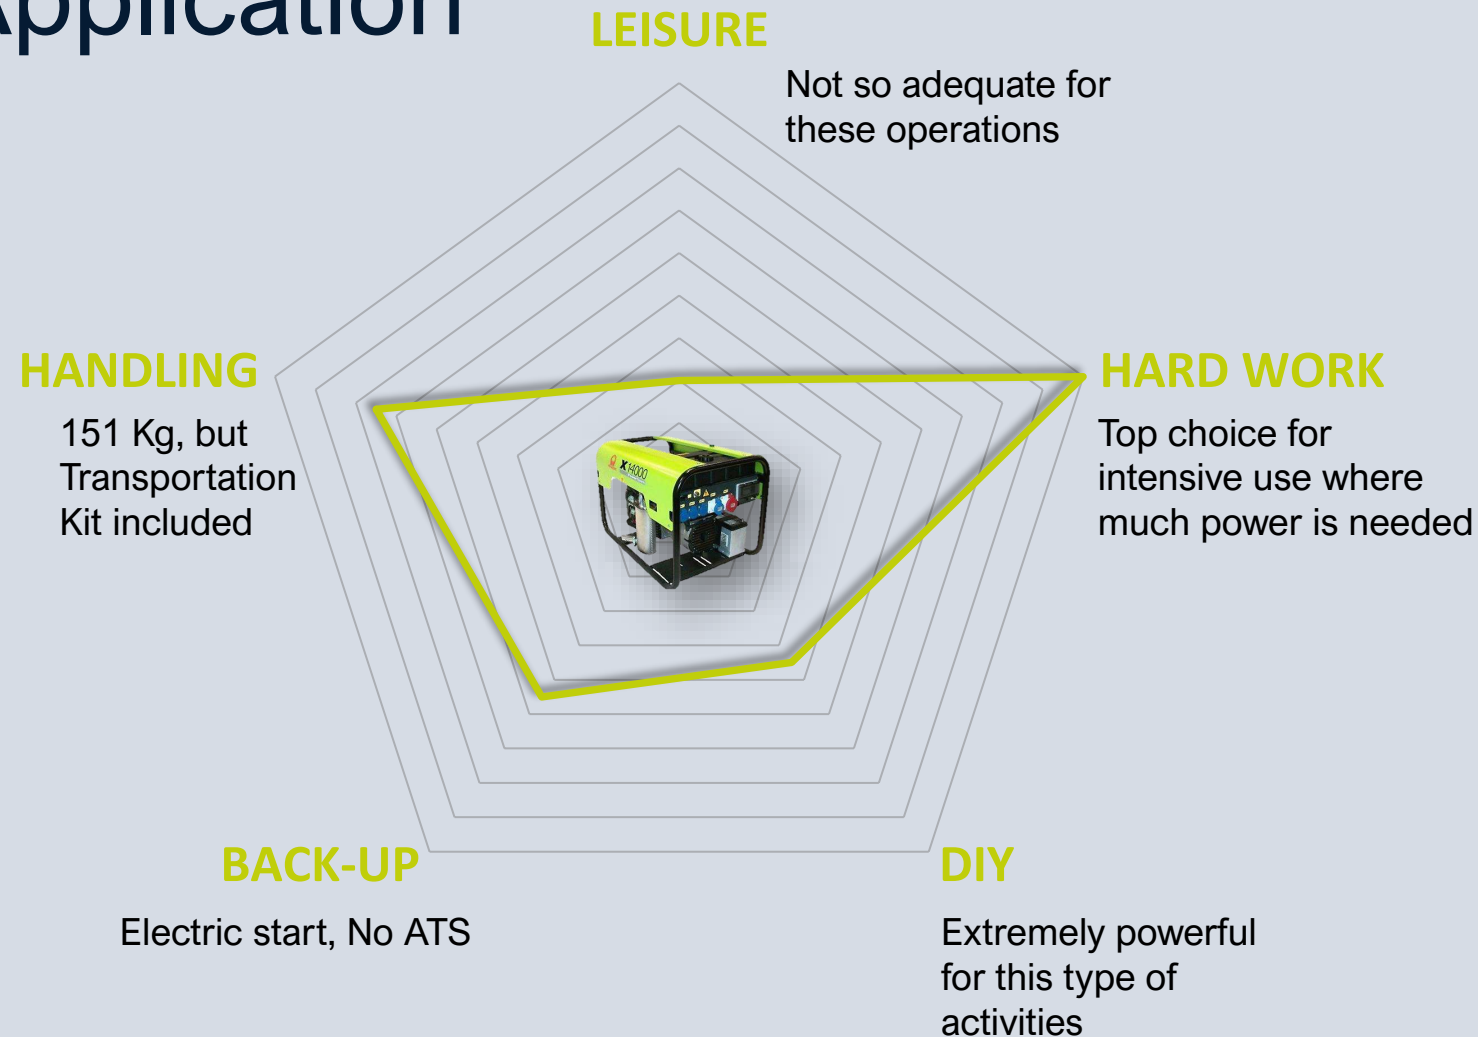 Application
LEISURE
Not so adequate for
these operations
HANDLING
151 Kg, but
Transportation
Kit included
HARD WORK
Top choice for
intensive use where
much power is needed
X14000
BACK-UP
Electric start, No ATS
DIY
Extremely powerful
for this type of
activities